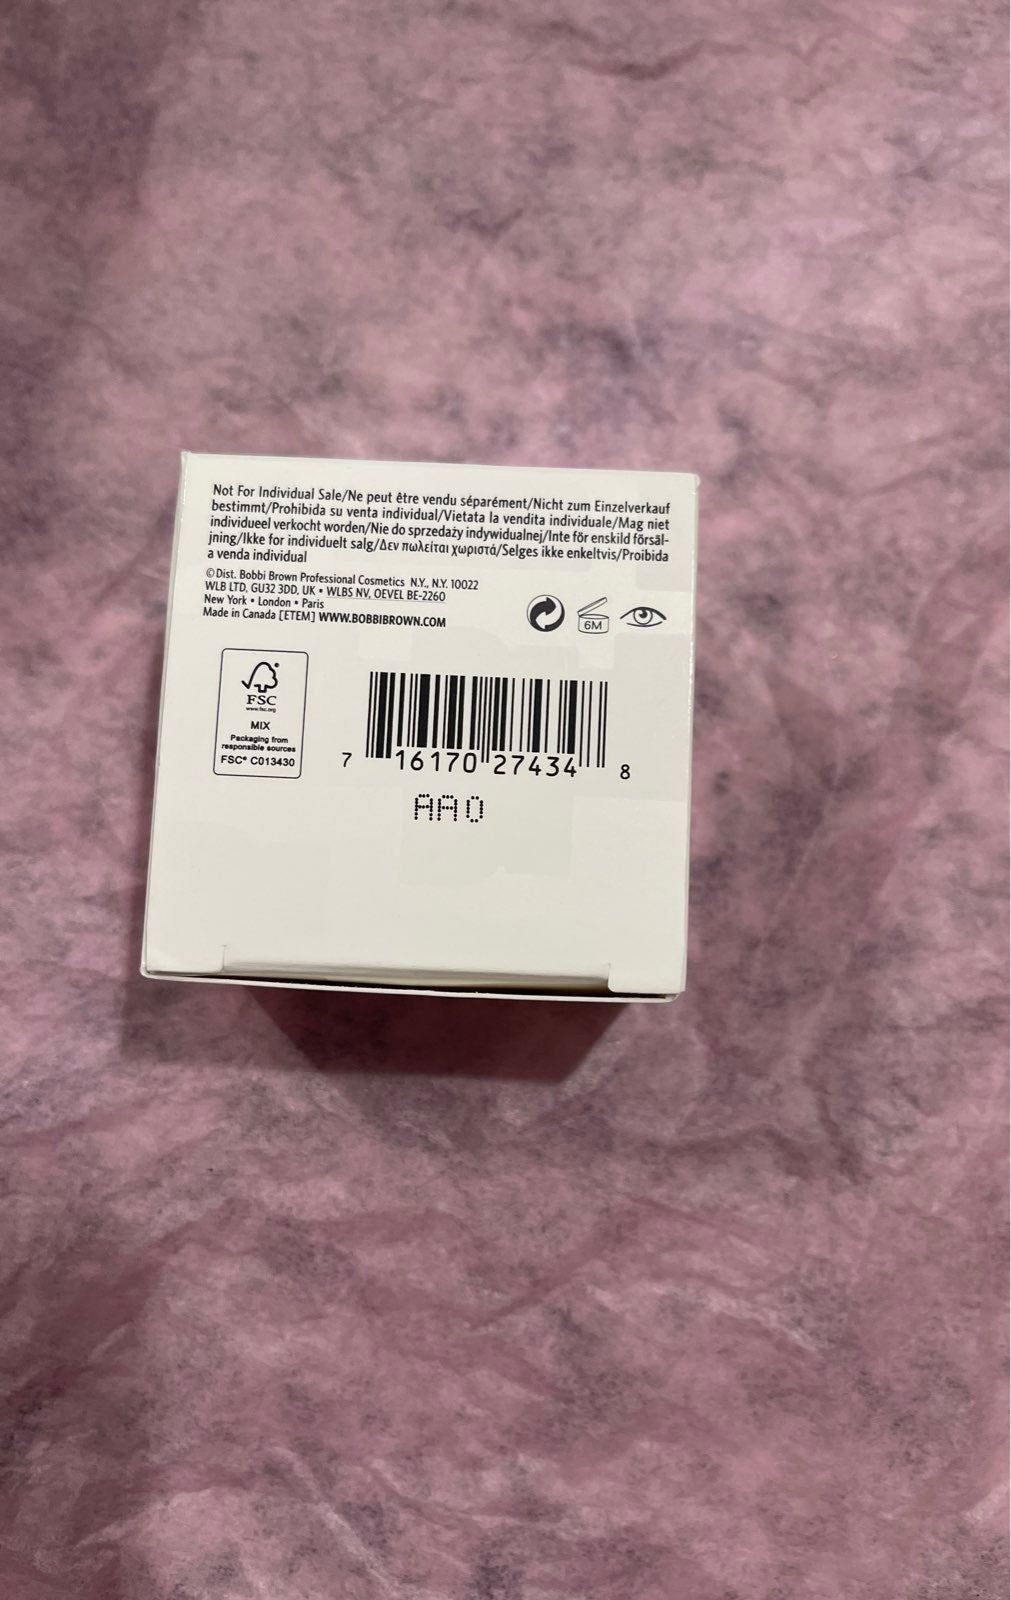 Not For Individual Sale/Ne peut être vendu séparément/Nicht zum Einzelverkauf
bestimmt/Prohibida su venta individual/Vietata la vendita individuale/Mag niet
individueel verkocht worden/Nie do sprzedaży indywidualnej/Inte för enskild försäl-
jning/Ikke for individuelt salg/Δεν πωλείται χωριστά/Selges ikke enkeltvis/Proibida
a venda individual
©Dist. Bobbi Brown Professional Cosmetics N.Y., N.Y. 10022
WLB LTD, GU32 3DD, UK • WLBS NV, OEVEL BE-2260
New York • London • Paris
Made in Canada [ETEM] WWW.BOBBIBROWN.COM
6M
FSC
www.fsc.org
MIX
Packaging from
responsible sources
FSC® C013430
7 16170 27434 8
AA0